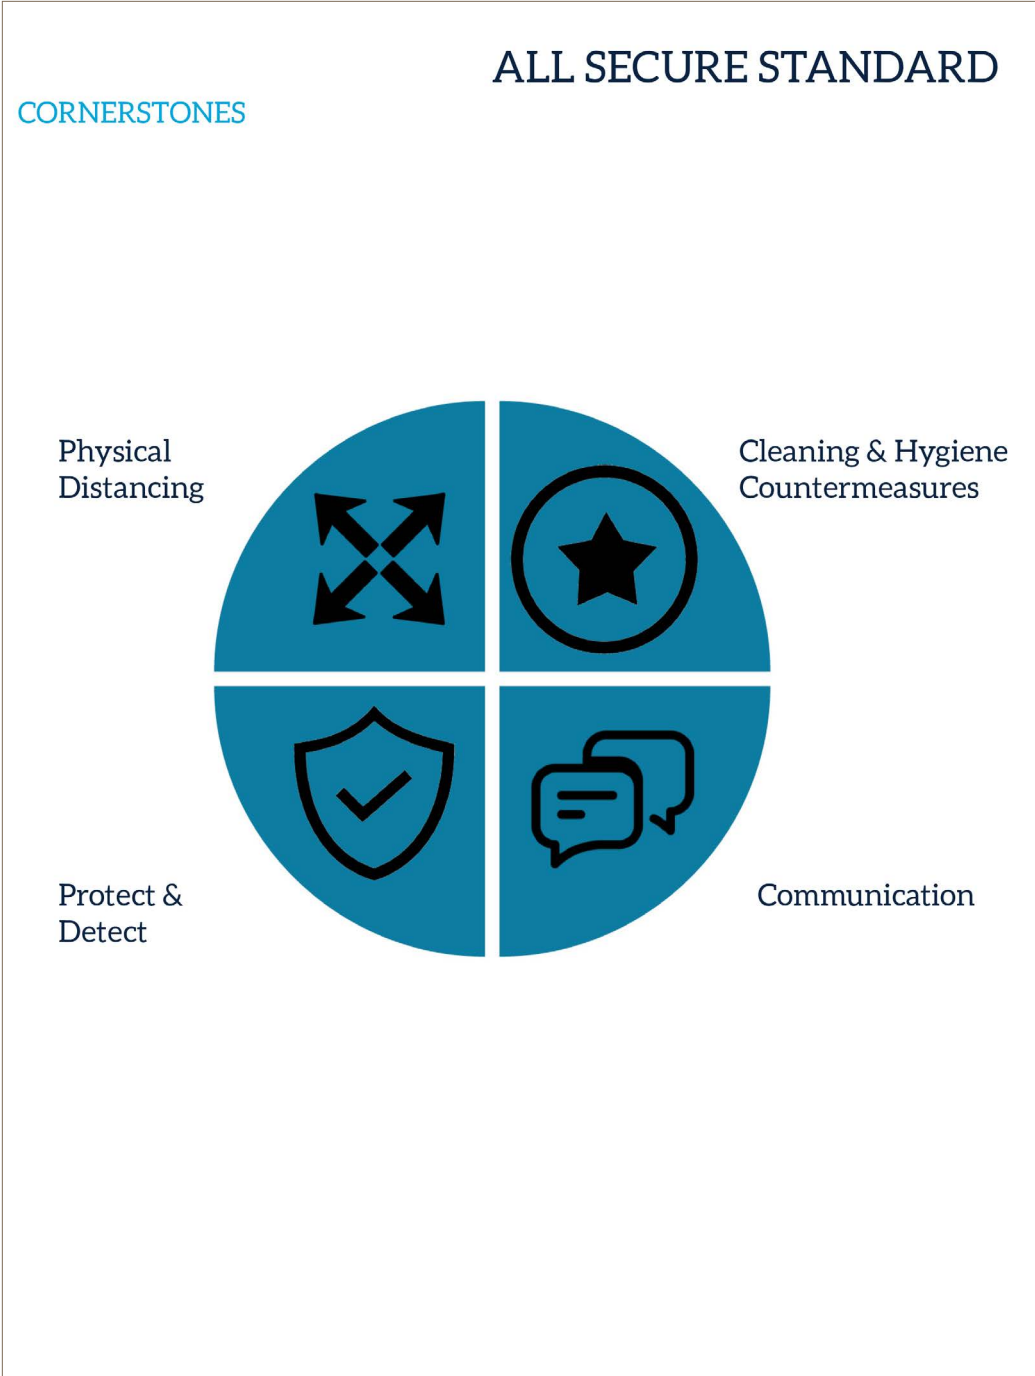 ALL SECURE STANDARD
CORNERSTONES
Physical
Distancing
Cleaning & Hygiene
Countermeasures
Protect &
Detect
Communication